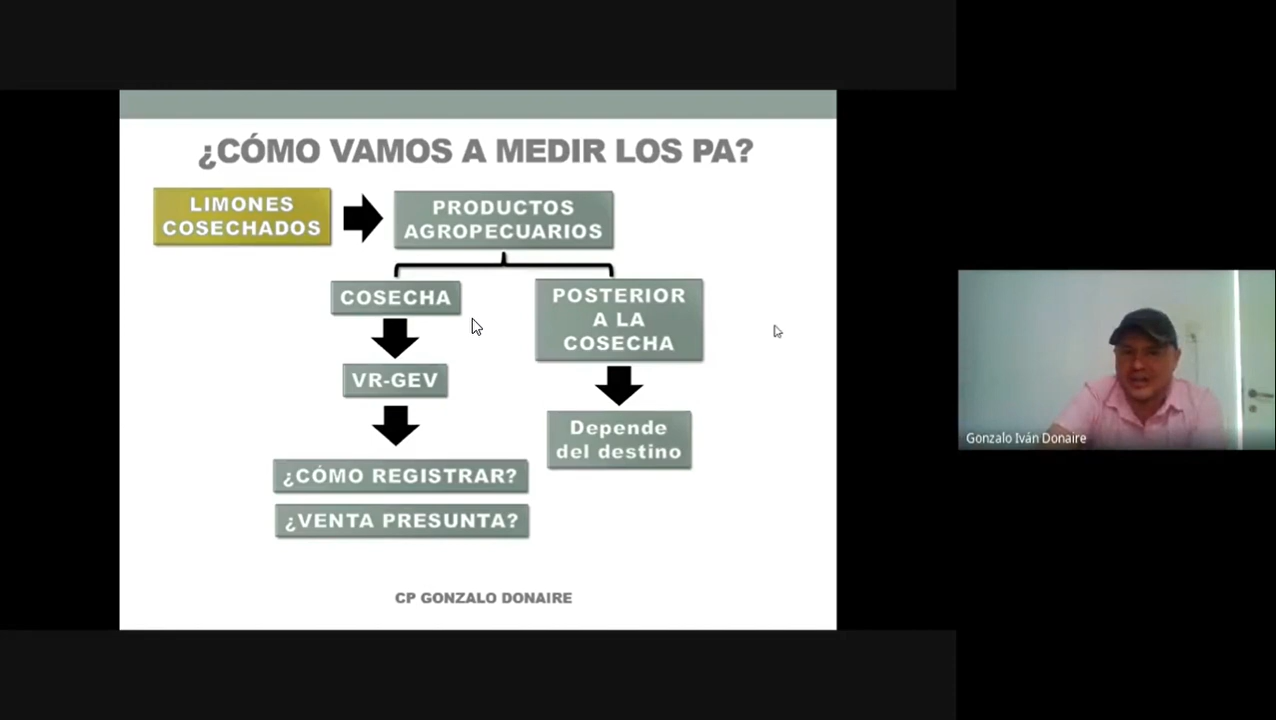 ¿CÓMO VAMOS A MEDIR LOS PA?
LIMONES
COSECHADOS
PRODUCTOS
AGROPECUARIOS
COSECHA
POSTERIOR
A LA
COSECHA
VR-GEV
Depende
del destino
¿CÓMO REGISTRAR?
¿VENTA PRESUNTA?
CP GONZALO DONAIRE
Gonzalo Iván Donaire